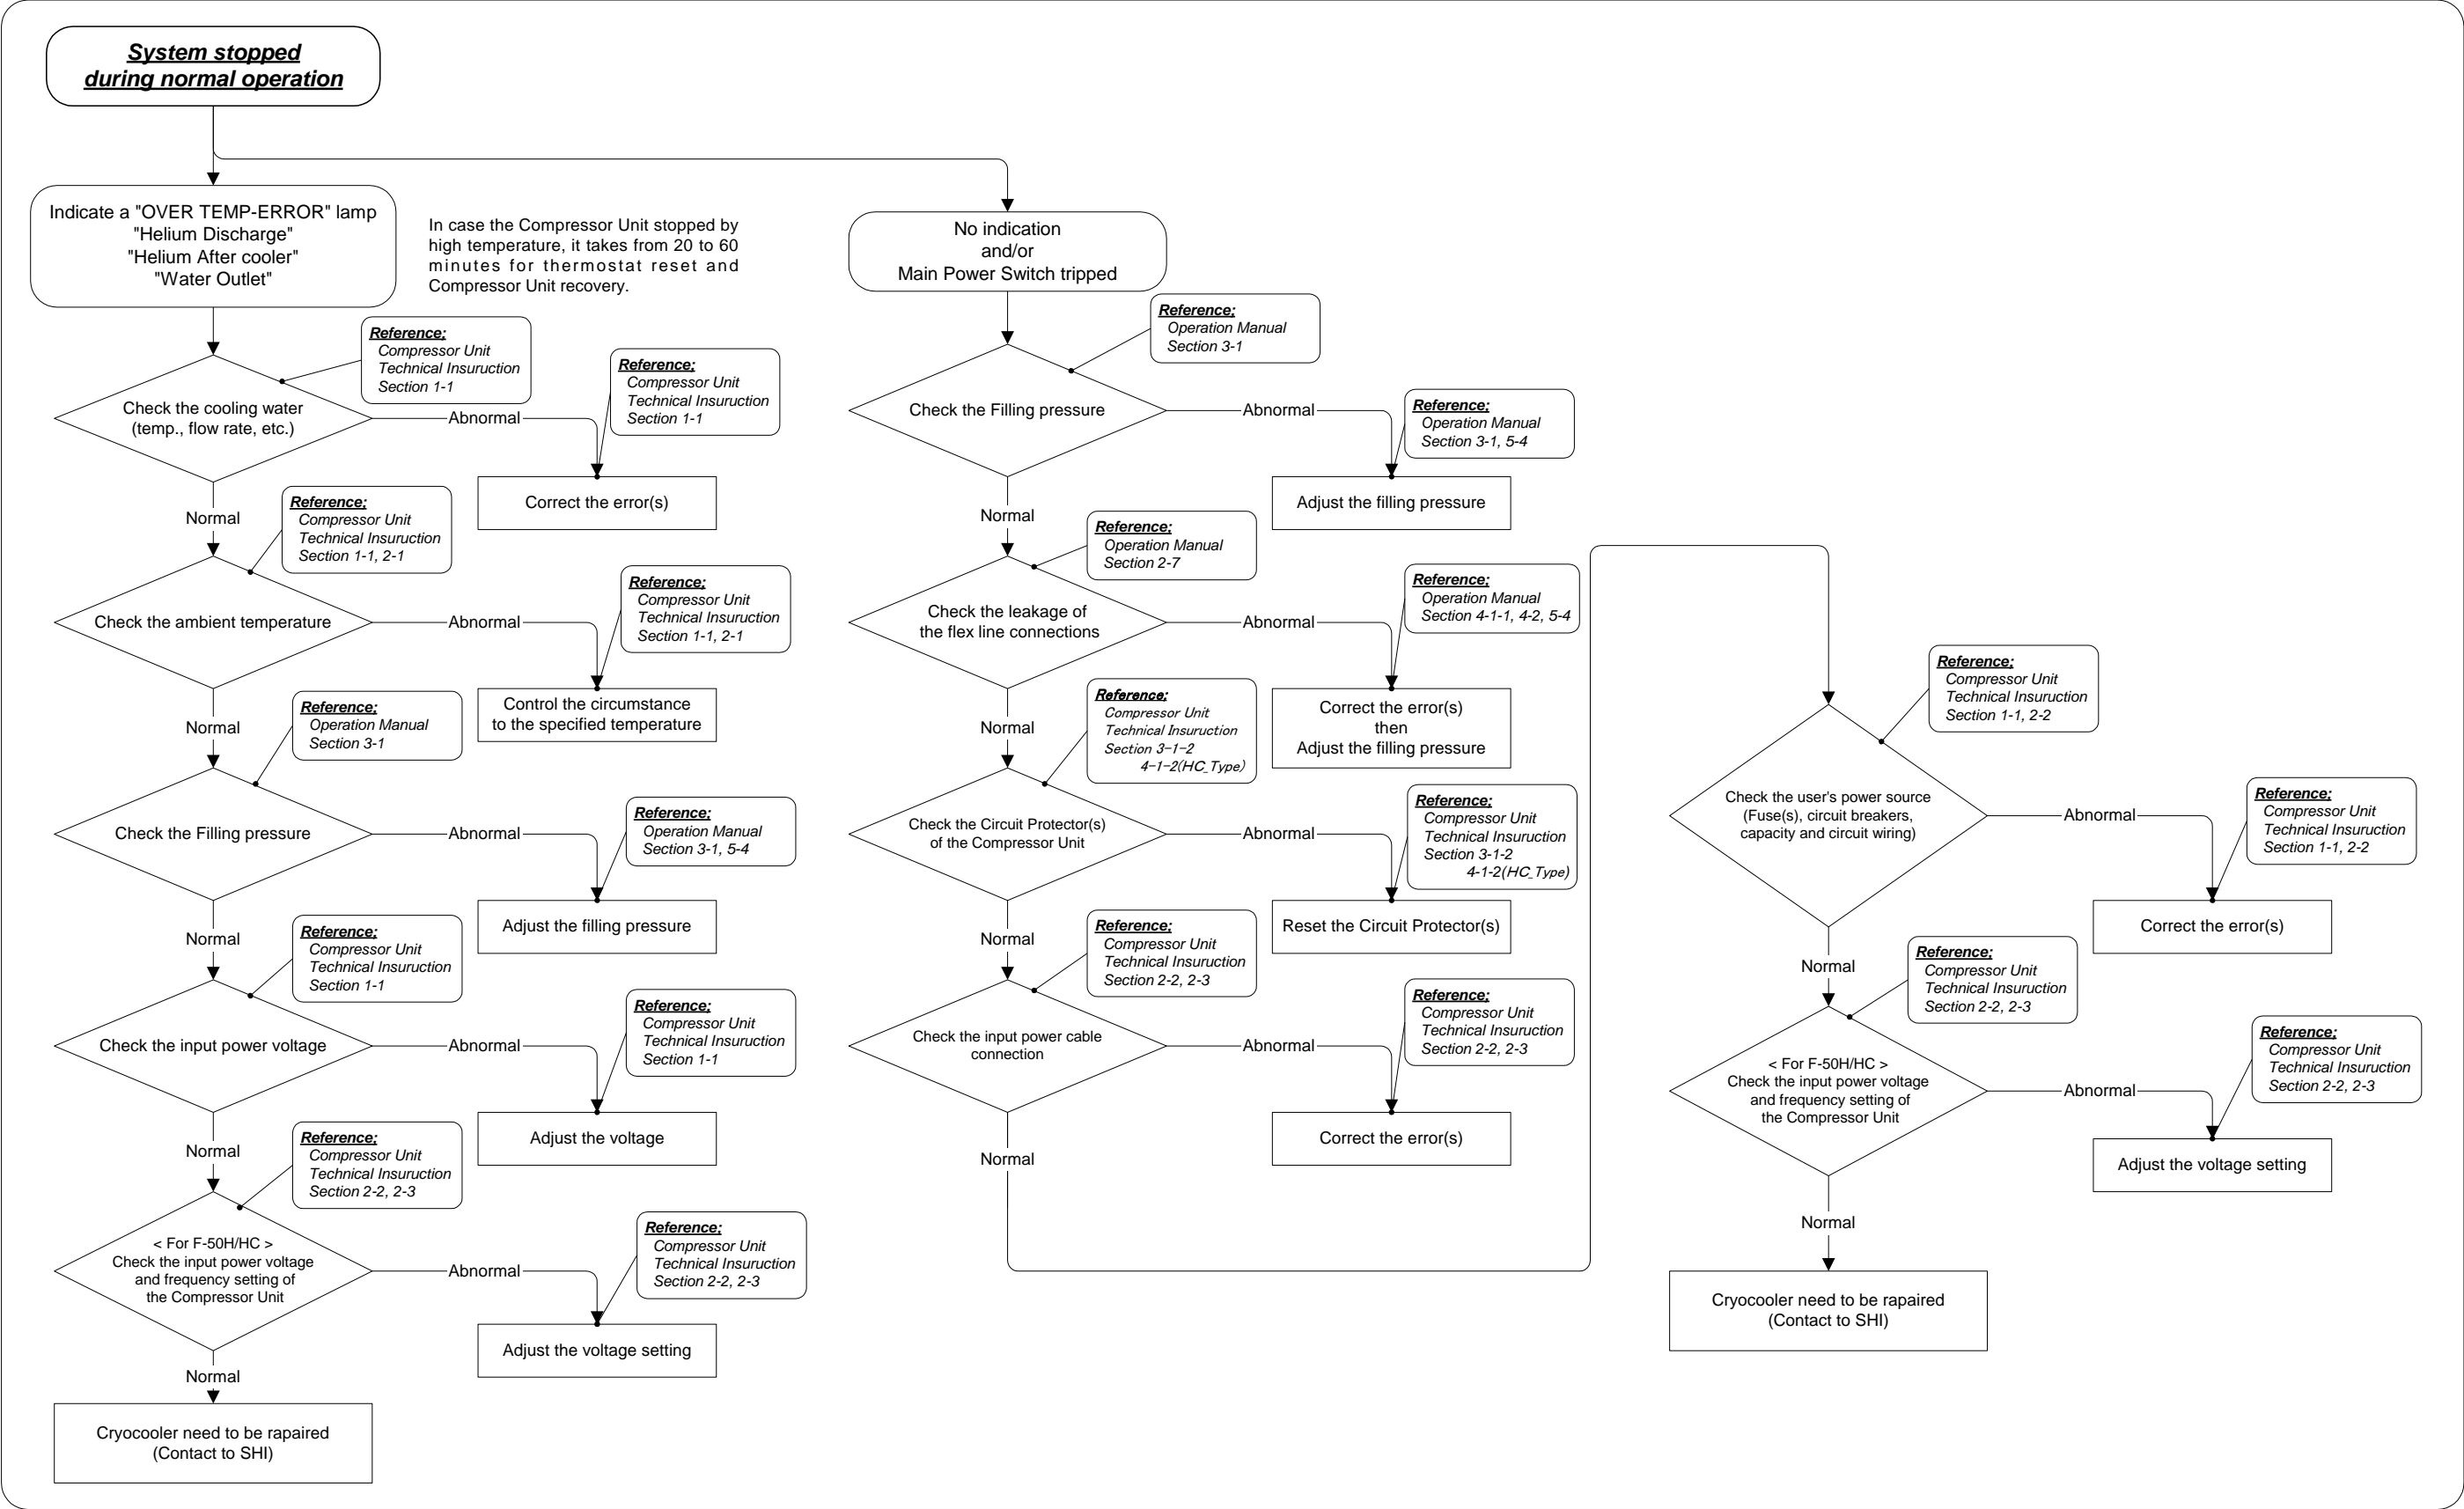 System stopped
during normal operation
Indicate a "OVER TEMP-ERROR" lamp
"Helium Discharge"
"Helium After cooler"
"Water Outlet"
In case the Compressor Unit stopped by
high temperature, it takes from 20 to 60
minutes for thermostat reset and
Compressor Unit recovery.
Reference;
Compressor Unit
Technical Insuruction
Section 1-1
Check the cooling water
(temp., flow rate, etc.)
Abnormal
Reference;
Compressor Unit
Technical Insuruction
Section 1-1
Correct the error(s)
Normal
Reference;
Compressor Unit
Technical Insuruction
Section 1-1, 2-1
Check the ambient temperature
Abnormal
Reference;
Compressor Unit
Technical Insuruction
Section 1-1, 2-1
Control the circumstance
to the specified temperature
Normal
Reference;
Operation Manual
Section 3-1
Check the Filling pressure
Abnormal
Reference;
Operation Manual
Section 3-1, 5-4
Adjust the filling pressure
Normal
Reference;
Compressor Unit
Technical Insuruction
Section 1-1
Check the input power voltage
Abnormal
Reference;
Compressor Unit
Technical Insuruction
Section 1-1
Adjust the voltage
Normal
Reference;
Compressor Unit
Technical Insuruction
Section 2-2, 2-3
< For F-50H/HC >
Check the input power voltage
and frequency setting of
the Compressor Unit
Abnormal
Reference;
Compressor Unit
Technical Insuruction
Section 2-2, 2-3
Adjust the voltage setting
Normal
Cryocooler need to be rapaired
(Contact to SHI)
No indication
and/or
Main Power Switch tripped
Reference;
Operation Manual
Section 3-1
Check the Filling pressure
Abnormal
Reference;
Operation Manual
Section 3-1, 5-4
Adjust the filling pressure
Normal
Reference;
Operation Manual
Section 2-7
Check the leakage of
the flex line connections
Abnormal
Reference;
Operation Manual
Section 4-1-1, 4-2, 5-4
Correct the error(s)
then
Adjust the filling pressure
Normal
Reference;
Compressor Unit
Technical Insuruction
Section 3-1-2
4-1-2(HC_Type)
Check the Circuit Protector(s)
of the Compressor Unit
Abnormal
Reference;
Compressor Unit
Technical Insuruction
Section 3-1-2
4-1-2(HC_Type)
Reset the Circuit Protector(s)
Normal
Reference;
Compressor Unit
Technical Insuruction
Section 2-2, 2-3
Check the input power cable
connection
Abnormal
Reference;
Compressor Unit
Technical Insuruction
Section 2-2, 2-3
Correct the error(s)
Normal
Reference;
Compressor Unit
Technical Insuruction
Section 1-1, 2-2
Check the user's power source
(Fuse(s), circuit breakers,
capacity and circuit wiring)
Abnormal
Reference;
Compressor Unit
Technical Insuruction
Section 1-1, 2-2
Correct the error(s)
Normal
Reference;
Compressor Unit
Technical Insuruction
Section 2-2, 2-3
< For F-50H/HC >
Check the input power voltage
and frequency setting of
the Compressor Unit
Abnormal
Reference;
Compressor Unit
Technical Insuruction
Section 2-2, 2-3
Adjust the voltage setting
Normal
Cryocooler need to be rapaired
(Contact to SHI)